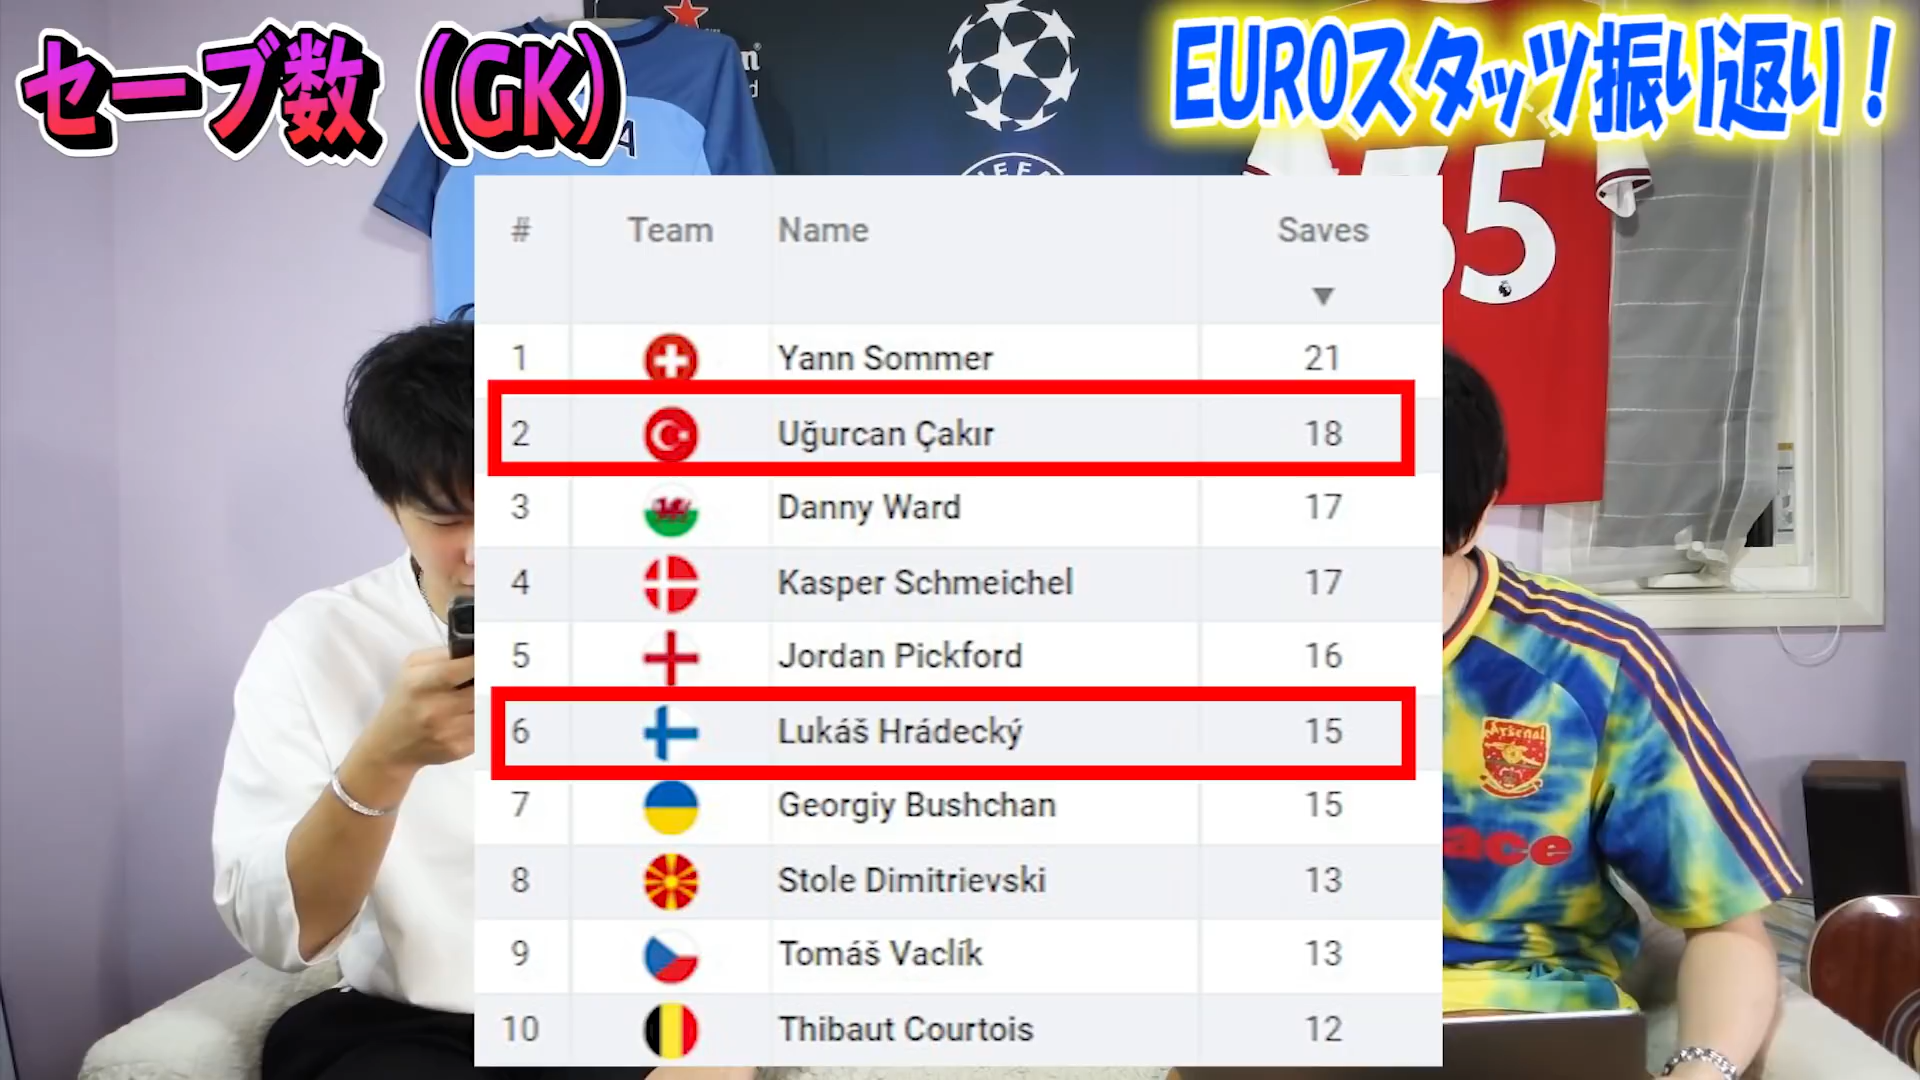 セーブ数（GK）
EUROスタッツ振り返り！
# Team Name Saves
▼
1 Yann Sommer 21
2 Uğurcan Çakır 18
3 Danny Ward 17
4 Kasper Schmeichel 17
5 Jordan Pickford 16
6 Lukáš Hrádecký 15
7 Georgiy Bushchan 15
8 Stole Dimitrievski 13
9 Tomáš Vaclík 13
10 Thibaut Courtois 12
UEFA
35
Arsenal